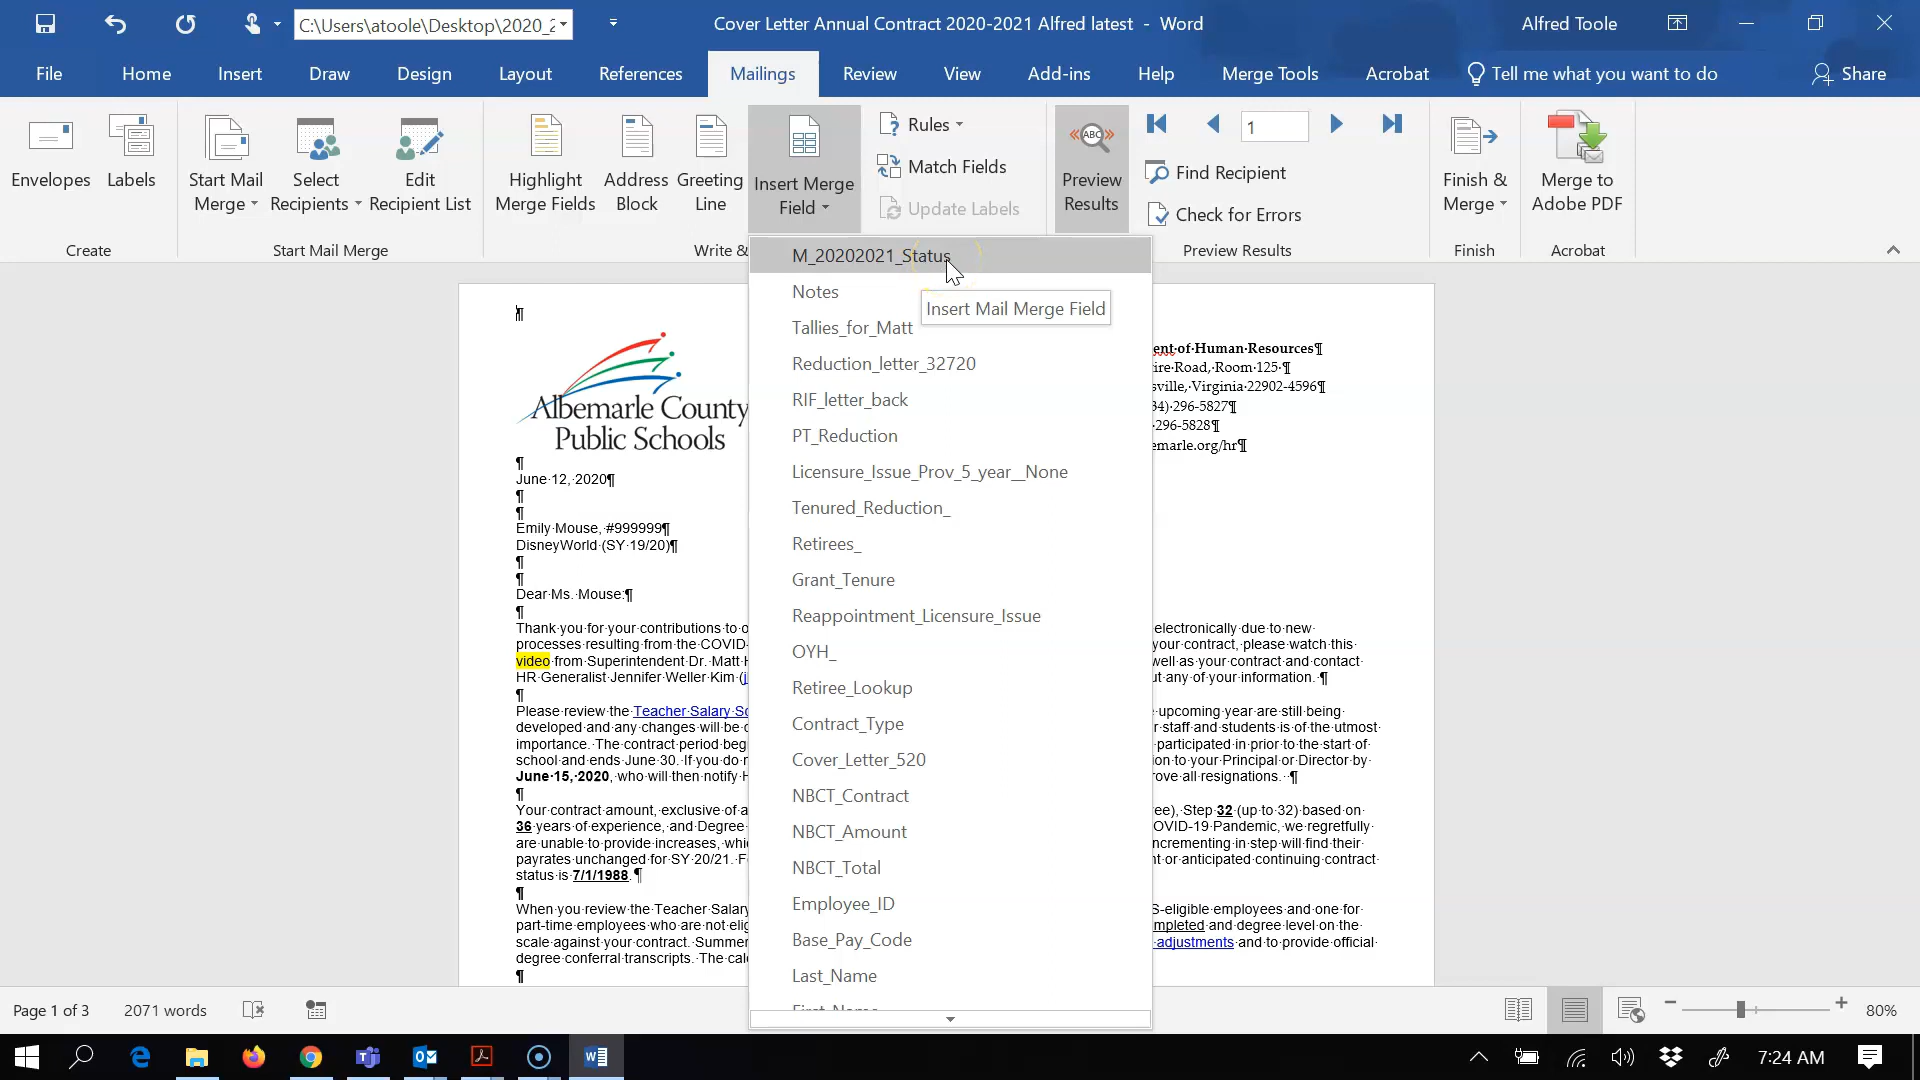 C:\Users\atoole\Desktop\2020_2
Cover Letter Annual Contract 2020-2021 Alfred latest - Word
Alfred Toole
File Home Insert Draw Design Layout References Mailings Review View Add-ins Help Merge Tools Acrobat Tell me what you want to do Share
Envelopes
Labels
Create
Start Mail
Merge
Select
Recipients
Edit
Recipient List
Start Mail Merge
Highlight
Merge Fields
Address
Block
Greeting
Line
Insert Merge
Field
Rules
Match Fields
Update Labels
Write &
ABC
Preview
Results
1
Find Recipient
Check for Errors
Preview Results
Finish &
Merge
Finish
Merge to
Adobe PDF
Acrobat
M_20202021_Status
Insert Mail Merge Field
Notes
Tallies_for_Matt
Reduction_letter_32720
RIF_letter_back
PT_Reduction
Licensure_Issue_Prov_5_year__None
Tenured_Reduction_
Retirees_
Grant_Tenure
Reappointment_Licensure_Issue
OYH_
Retiree_Lookup
Contract_Type
Cover_Letter_520
NBCT_Contract
NBCT_Amount
NBCT_Total
Employee_ID
Base_Pay_Code
Last_Name
¶
Albemarle County
Public Schools
ent·of·Human·Resources¶
ire·Road,·Room·125·¶
sville,·Virginia·22902-4596¶
34)·296-5827¶
·296-5828¶
emarle.org/hr¶
¶
June·12,·2020¶
¶
¶
Emily·Mouse,·#999999¶
DisneyWorld·(SY·19/20)¶
¶
¶
Dear·Ms.·Mouse:¶
¶
Thank·you·for·your·contributions·to·o electronically·due·to·new·
processes·resulting·from·the·COVID- your·contract,·please·watch·this·
video·from·Superintendent·Dr.·Matt·H well·as·your·contract·and·contact·
HR·Generalist·Jennifer·Weller·Kim·(j ut·any·of·your·information.·¶
¶
Please·review·the·Teacher·Salary·Sc e·upcoming·year·are·still·being·
developed·and·any·changes·will·be·c r·staff·and·students·is·of·the·utmost·
importance.·The·contract·period·beg participated·in·prior·to·the·start·of·
school·and·ends·June·30.·If·you·do·n ion·to·your·Principal·or·Director·by·
June·15,·2020,·who·will·then·notify·H rove·all·resignations.··¶
¶
Your·contract·amount,·exclusive·of·a ee),·Step·32·(up·to·32)·based·on·
36·years·of·experience,·and·Degree· OVID-19·Pandemic,·we·regretfully·
are·unable·to·provide·increases,·whi ncrementing·in·step·will·find·their·
payrates·unchanged·for·SY·20/21.·F nt·or·anticipated·continuing·contract·
status·is·7/1/1988.¶
¶
When·you·review·the·Teacher·Salary S-eligible·employees·and·one·for·
part-time·employees·who·are·not·elig mpleted·and·degree·level·on·the·
scale·against·your·contract.·Summer ·adjustments·and·to·provide·official·
degree·conferral·transcripts.·The·calc
¶
Page 1 of 3 2071 words 80%
7:24 AM